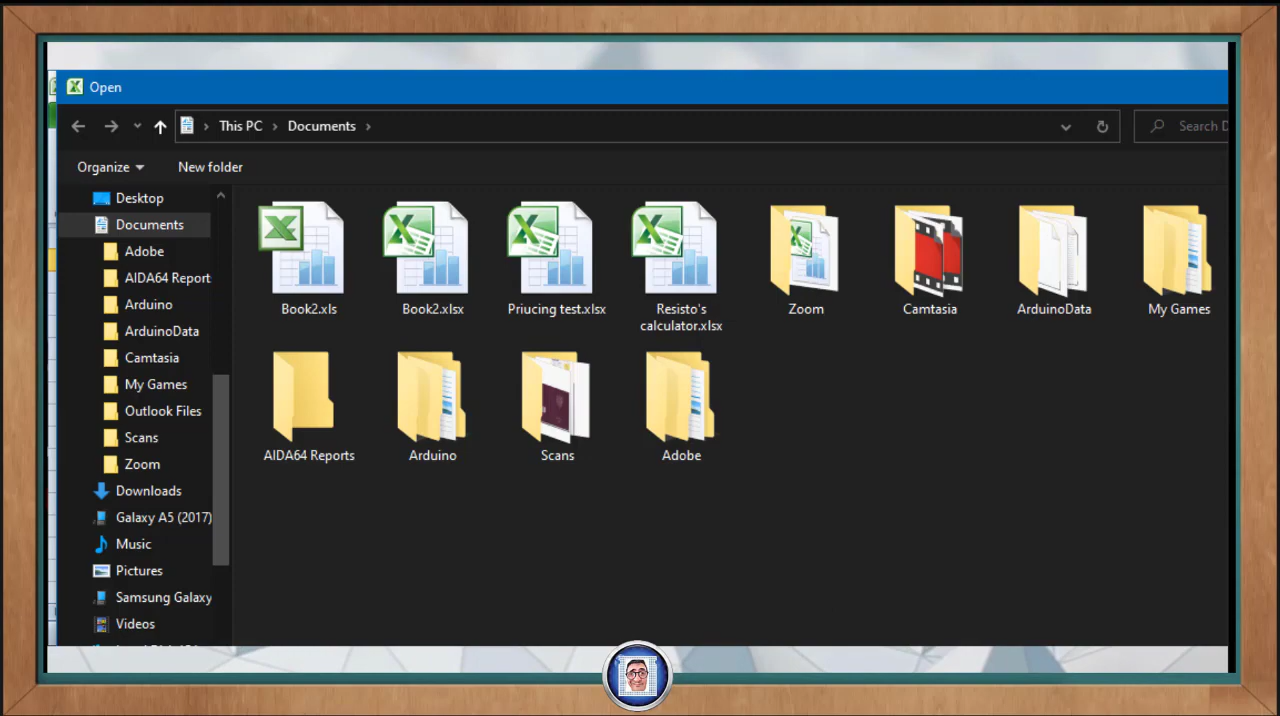 Open
This PC > Documents >
Search D
Organize
New folder
Desktop
Documents
Adobe
AIDA64 Report
Arduino
ArduinoData
Camtasia
My Games
Outlook Files
Scans
Zoom
Downloads
Galaxy A5 (2017)
Music
Pictures
Samsung Galaxy
Videos
Book2.xls
Book2.xlsx
Priucing test.xlsx
Resisto's
calculator.xlsx
Zoom
Camtasia
ArduinoData
My Games
AIDA64 Reports
Arduino
Scans
Adobe